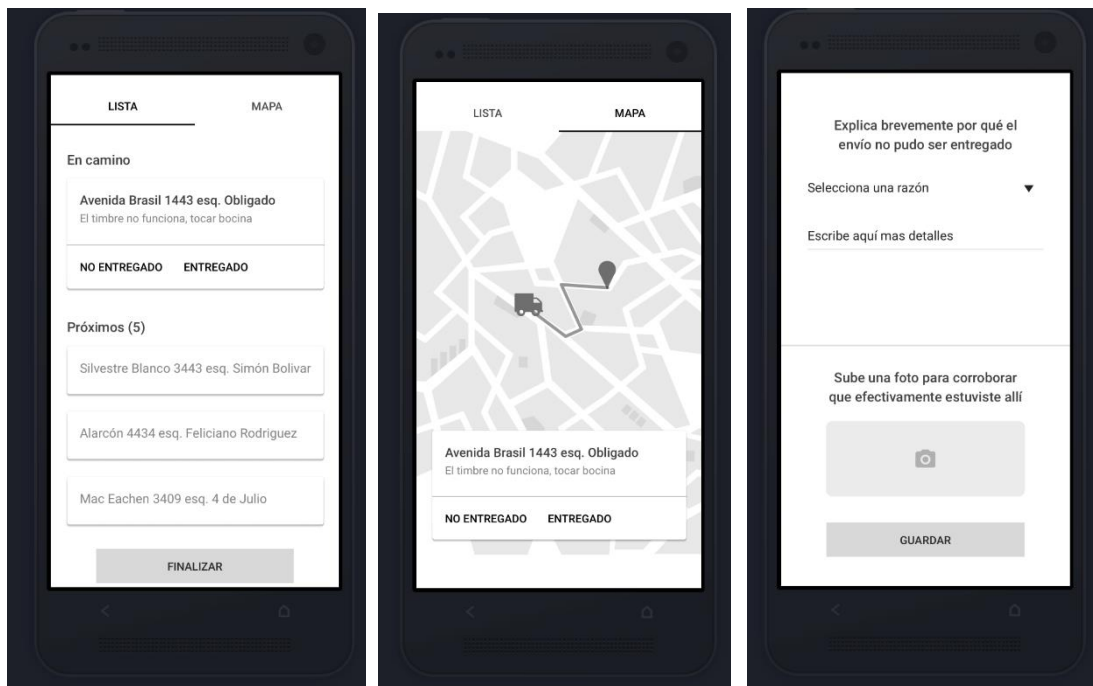 LISTA MAPA
En camino
Avenida Brasil 1443 esq. Obligado
El timbre no funciona, tocar bocina
NO ENTREGADO ENTREGADO
Próximos (5)
Silvestre Blanco 3443 esq. Simón Bolivar
Alarcón 4434 esq. Feliciano Rodriguez
Mac Eachen 3409 esq. 4 de Julio
FINALIZAR
LISTA MAPA
Avenida Brasil 1443 esq. Obligado
El timbre no funciona, tocar bocina
NO ENTREGADO ENTREGADO
Explica brevemente por qué el
envío no pudo ser entregado
Selecciona una razón
Escribe aquí mas detalles
Sube una foto para corroborar
que efectivamente estuviste allí
GUARDAR